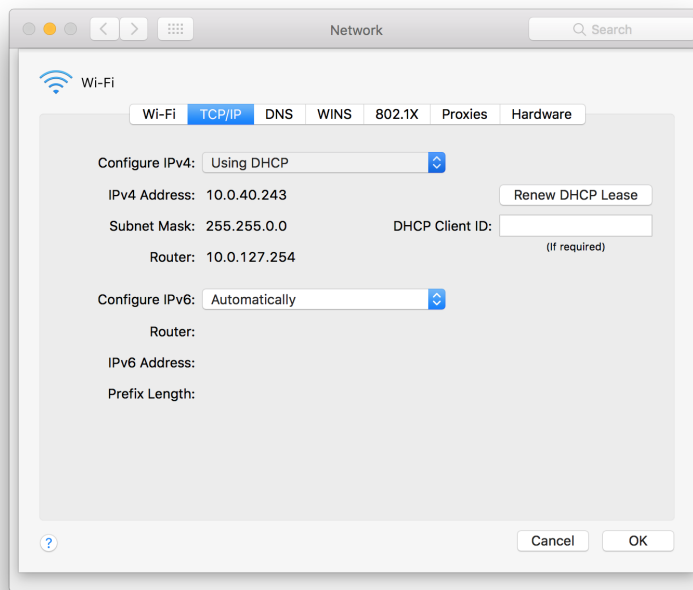 Network
Search
Wi-Fi
Wi-Fi TCP/IP DNS WINS 802.1X Proxies Hardware
Configure IPv4: Using DHCP
IPv4 Address: 10.0.40.243 Renew DHCP Lease
Subnet Mask: 255.255.0.0 DHCP Client ID:
(If required)
Router: 10.0.127.254
Configure IPv6: Automatically
Router:
IPv6 Address:
Prefix Length:
? Cancel OK